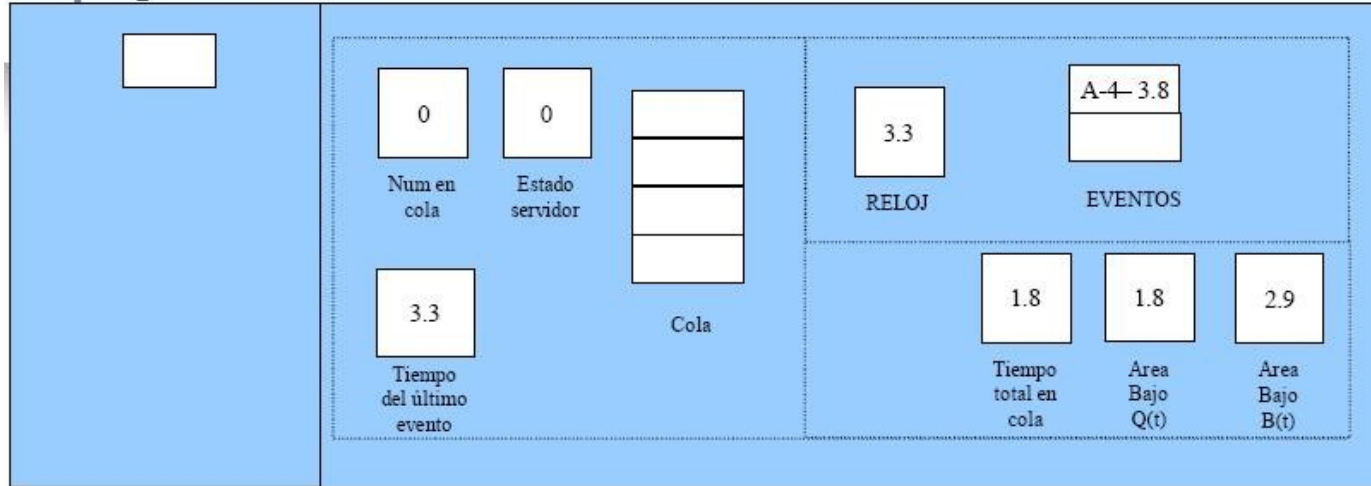 0
0
Num en
cola
Estado
servidor
3.3
Tiempo
del último
evento
Cola
3.3
RELOJ
A-4– 3.8
EVENTOS
1.8
1.8
2.9
Tiempo
total en
cola
Area
Bajo
Q(t)
Area
Bajo
B(t)